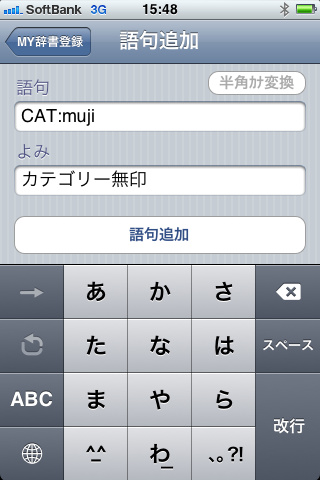 SoftBank 3G 15:48
MY辞書登録 語句追加
語句 半角ｶﾅ変換
CAT:muji
よみ
カテゴリー無印
語句追加
→ あ か さ
た な は スペース
ABC ま や ら 改行
^_^ わ_ 、。?!